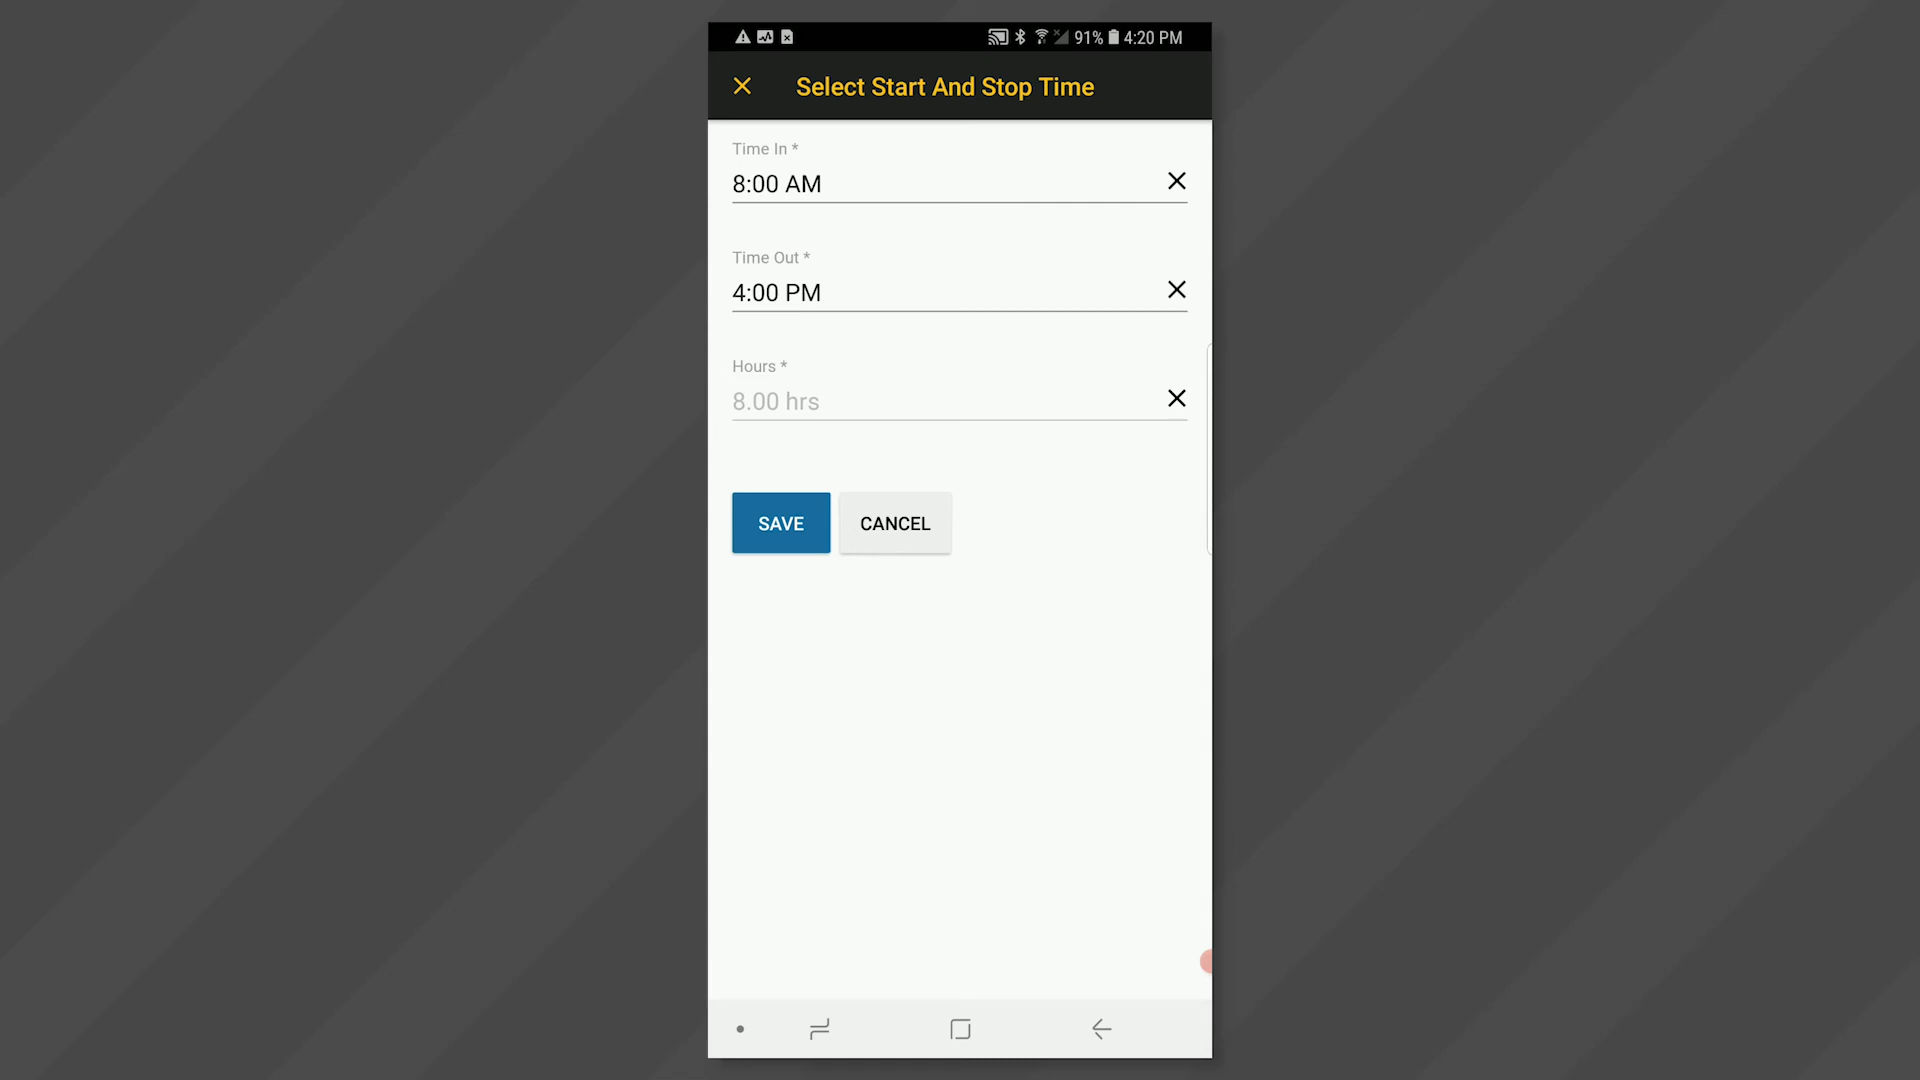 91% 4:20 PM
Select Start And Stop Time
Time In *
8:00 AM
Time Out *
4:00 PM
Hours *
8.00 hrs
SAVE CANCEL